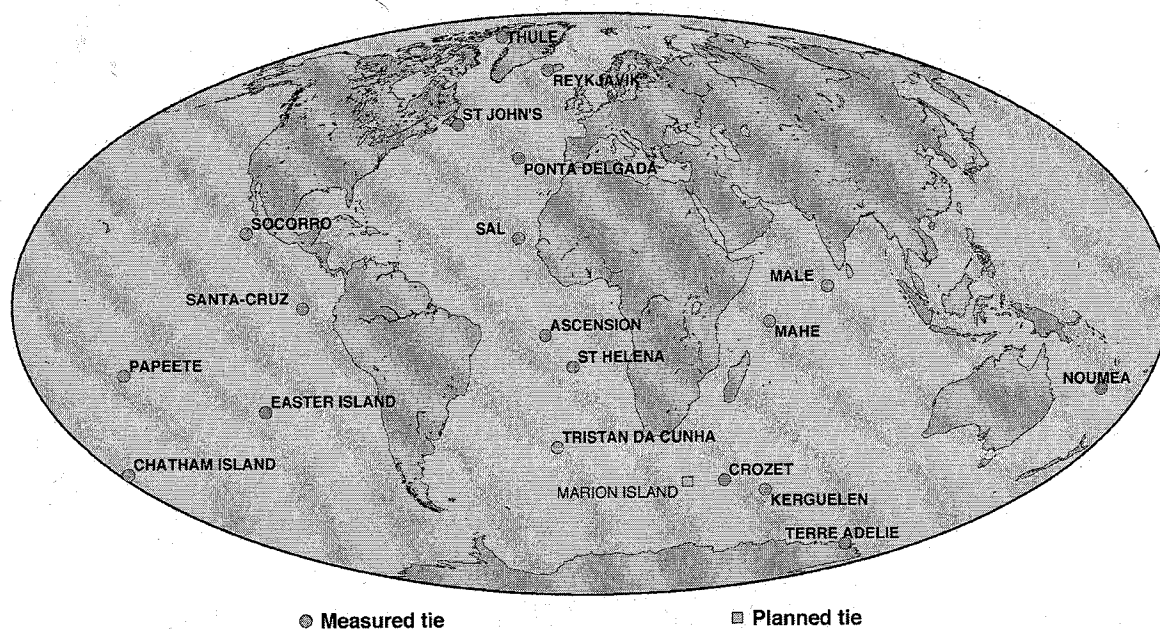 THULE
REYKJAVIK
ST JOHN'S
PONTA DELGADA
SOCORRO
SAL
MALE
SANTA-CRUZ
ASCENSION
MAHE
ST HELENA
PAPEETE
NOUMEA
EASTER ISLAND
TRISTAN DA CUNHA
CHATHAM ISLAND
CROZET
MARION ISLAND
KERGUELEN
TERRE ADELIE
Measured tie
Planned tie